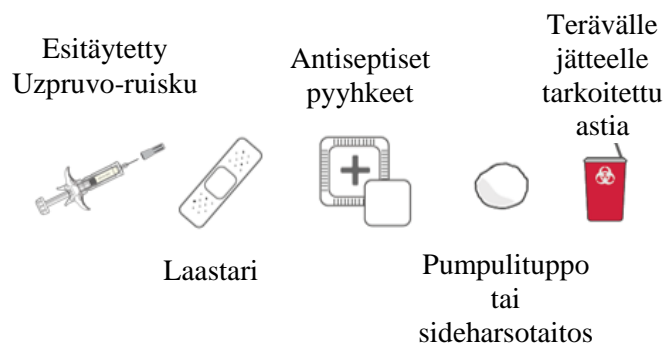 Esitäytetty
Uzpruvo-ruisku
Antiseptiset
pyyhkeet
Terävälle
jätteelle
tarkoitettu
astia
Laastari
Pumpulituppo
tai
sideharsotaitos